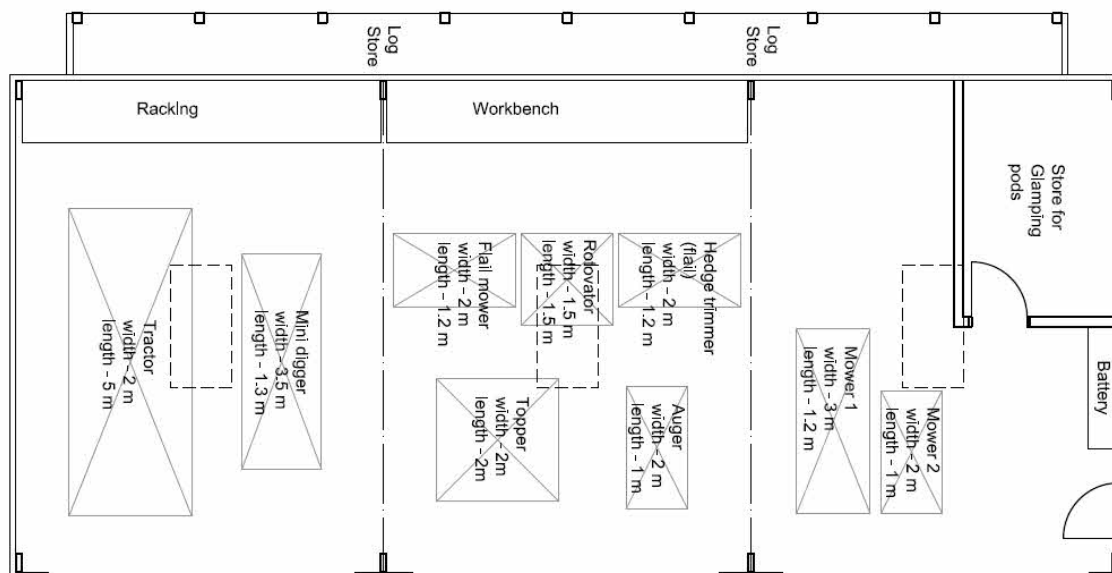 Log
Store
Log
Store
Racking
Workbench
Store for
Glamping
pods
Flail mower
width - 2 m
length - 1.2 m
Rotovator
width - 1.5 m
length - 1.5 m
Hedge trimmer
(flail)
width - 2 m
length - 1.2 m
Tractor
width - 2 m
length - 5 m
Mini digger
width - 3.5 m
length - 1.3 m
Topper
width - 2m
length - 2m
Auger
width - 2 m
length - 1 m
Mower 1
width - 3 m
length - 1.2 m
Mower 2
width - 2 m
length - 1 m
Battery